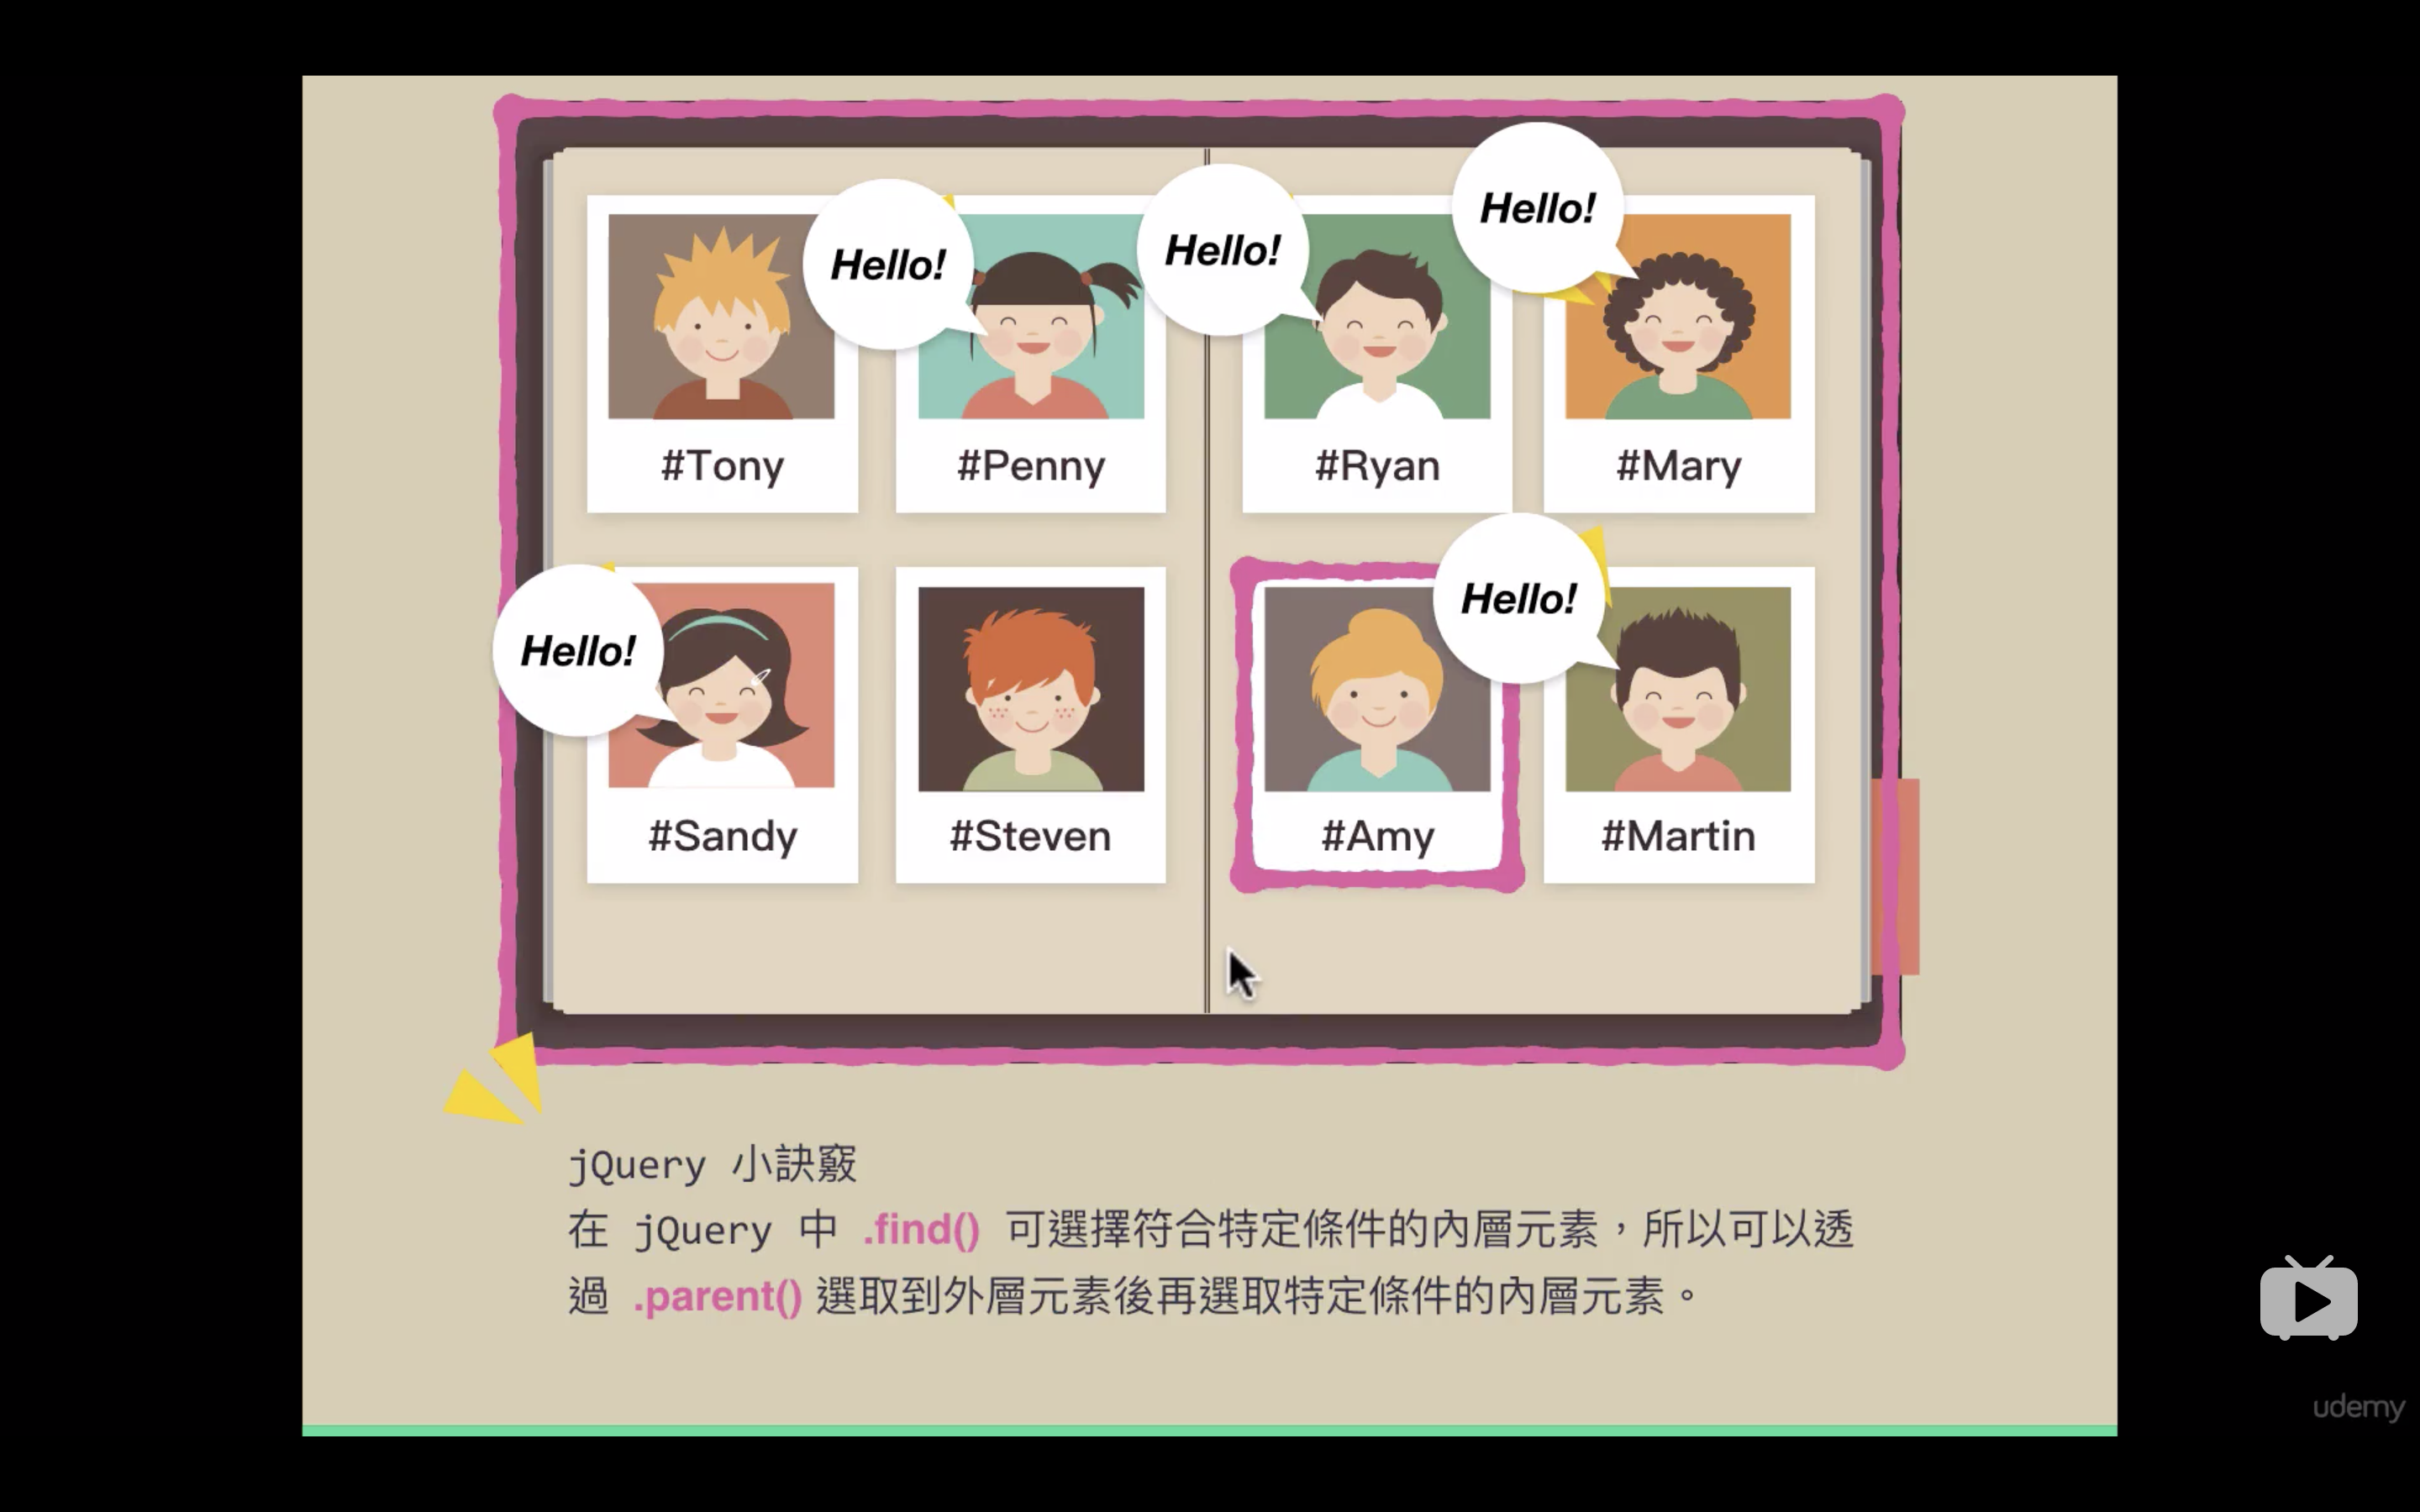 Hello!
Hello!
Hello!
#Tony
#Penny
#Ryan
#Mary
Hello!
Hello!
#Sandy
#Steven
#Amy
#Martin
jQuery 小訣竅
在 jQuery 中 .find() 可選擇符合特定條件的內層元素，所以可以透
過 .parent() 選取到外層元素後再選取特定條件的內層元素。
udemy